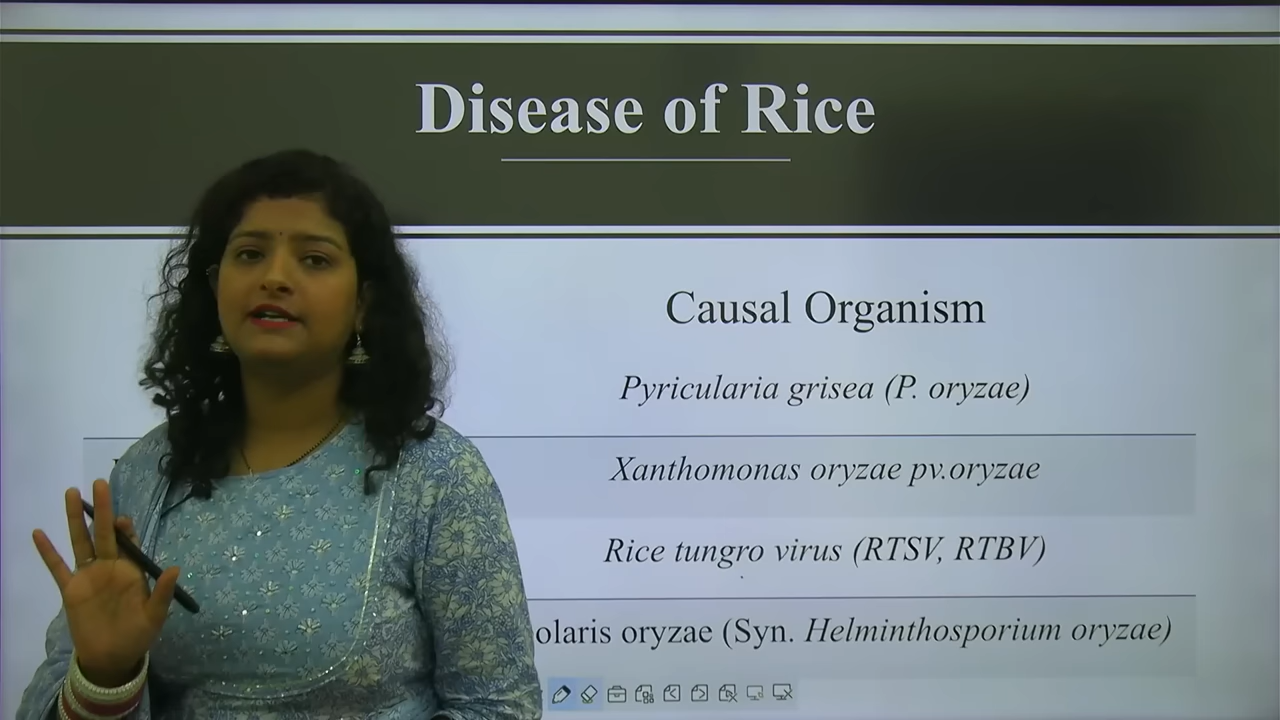 Disease of Rice
Causal Organism
Pyricularia grisea (P. oryzae)
Xanthomonas oryzae pv.oryzae
Rice tungro virus (RTSV, RTBV)
oryzae (Syn. Helminthosporium oryzae)